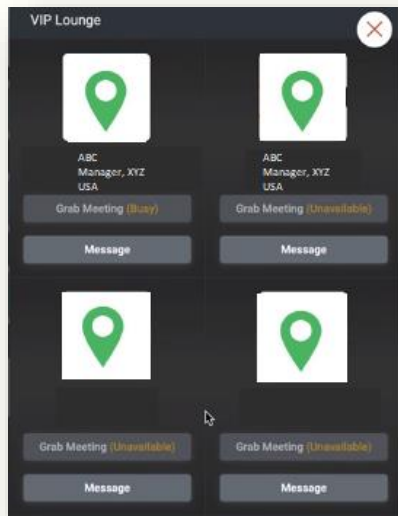 VIP Lounge
ABC
Manager, XYZ
USA
Grab Meeting (Busy)
Message
ABC
Manager, XYZ
USA
Grab Meeting (Unavailable)
Message
Grab Meeting (Unavailable)
Message
Grab Meeting (Unavailable)
Message